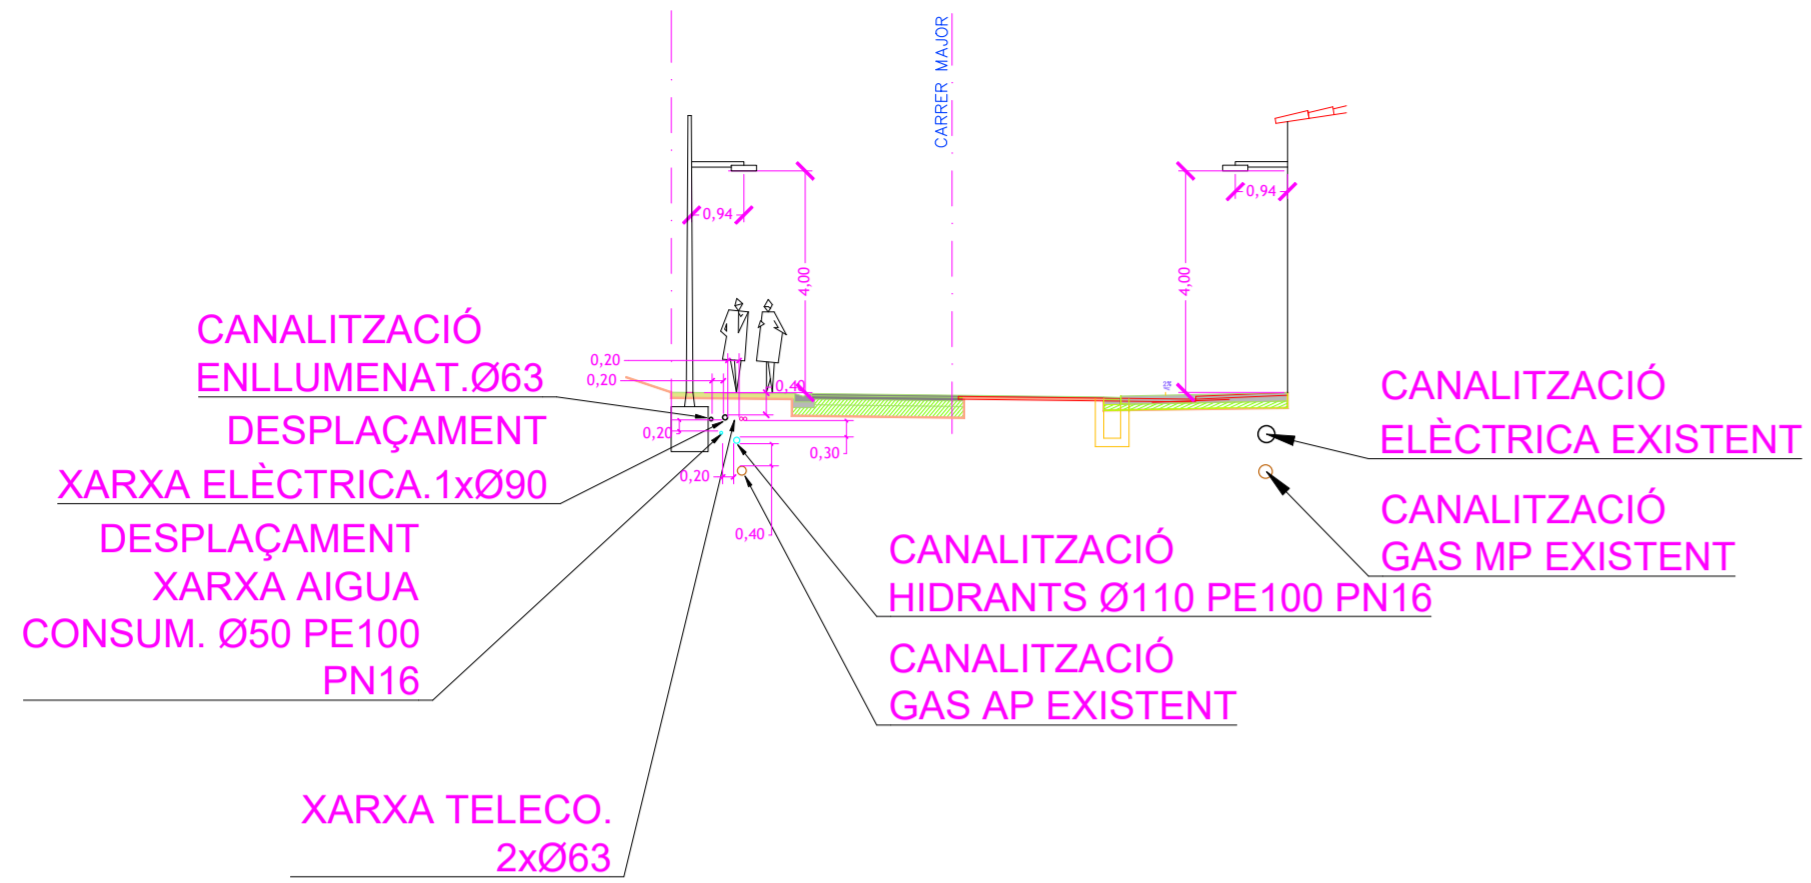 CARRER MAJOR
0,94
0,94
4,00
4,00
CANALITZACIÓ
ENLLUMENAT.Ø63
DESPLAÇAMENT
XARXA ELÈCTRICA.1xØ90
DESPLAÇAMENT
XARXA AIGUA
CONSUM. Ø50 PE100
PN16
XARXA TELECO.
2xØ63
0,20
0,20
0,40
0,20
0,30
0,20
0,40
CANALITZACIÓ
HIDRANTS Ø110 PE100 PN16
CANALITZACIÓ
GAS AP EXISTENT
CANALITZACIÓ
ELÈCTRICA EXISTENT
CANALITZACIÓ
GAS MP EXISTENT